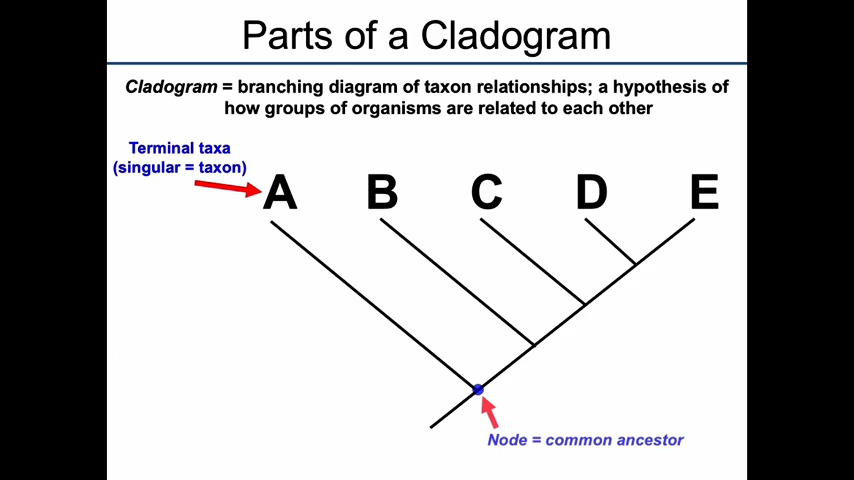 Parts of a Cladogram
Cladogram = branching diagram of taxon relationships; a hypothesis of
how groups of organisms are related to each other
Terminal taxa
(singular = taxon)
A B C D E
Node = common ancestor